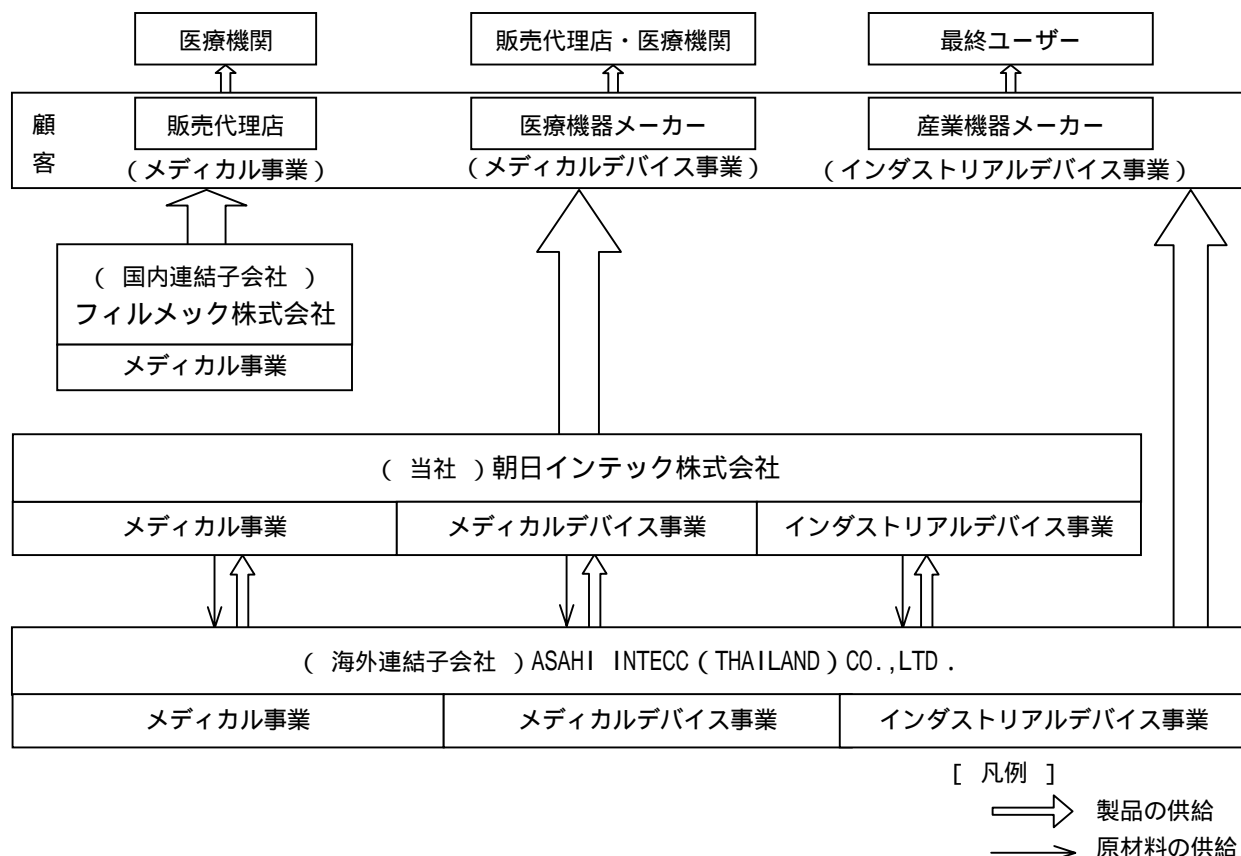 医療機関
販売代理店・医療機関
最終ユーザー
顧客
販売代理店
医療機器メーカー
産業機器メーカー
(メディカル事業)
(メディカルデバイス事業)
(インダストリアルデバイス事業)
( 国内連結子会社 )
フィルメック株式会社
メディカル事業
( 当社 )朝日インテック株式会社
メディカル事業
メディカルデバイス事業
インダストリアルデバイス事業
( 海外連結子会社 )ASAHI INTECC(THAILAND)CO.,LTD.
メディカル事業
メディカルデバイス事業
インダストリアルデバイス事業
[ 凡例 ]
製品の供給
原材料の供給